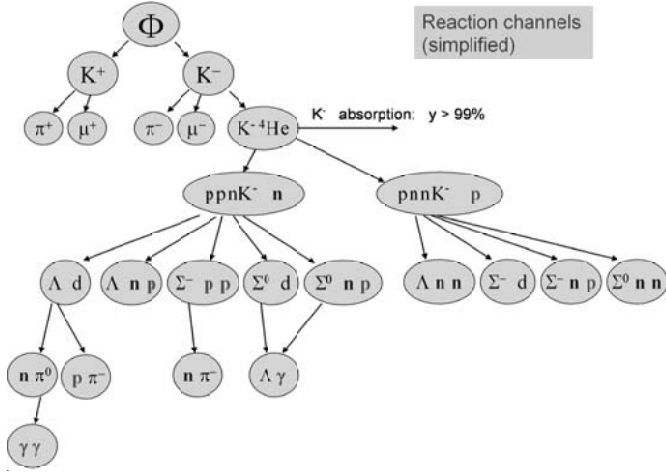 Reaction channels
(simplified)
Φ
K⁺ K⁻
π⁺ μ⁺ π⁻ μ⁻ K⁻ ⁴He K⁻ absorption: y > 99%
ppnK⁻ n pnnK⁻ p
Λ d Λ n p Σ⁻ p p Σ⁰ d Σ⁰ n p Λ n n Σ⁻ d Σ⁻ n p Σ⁰ n n
n π⁰ p π⁻ n π⁻ Λ γ
γ γ